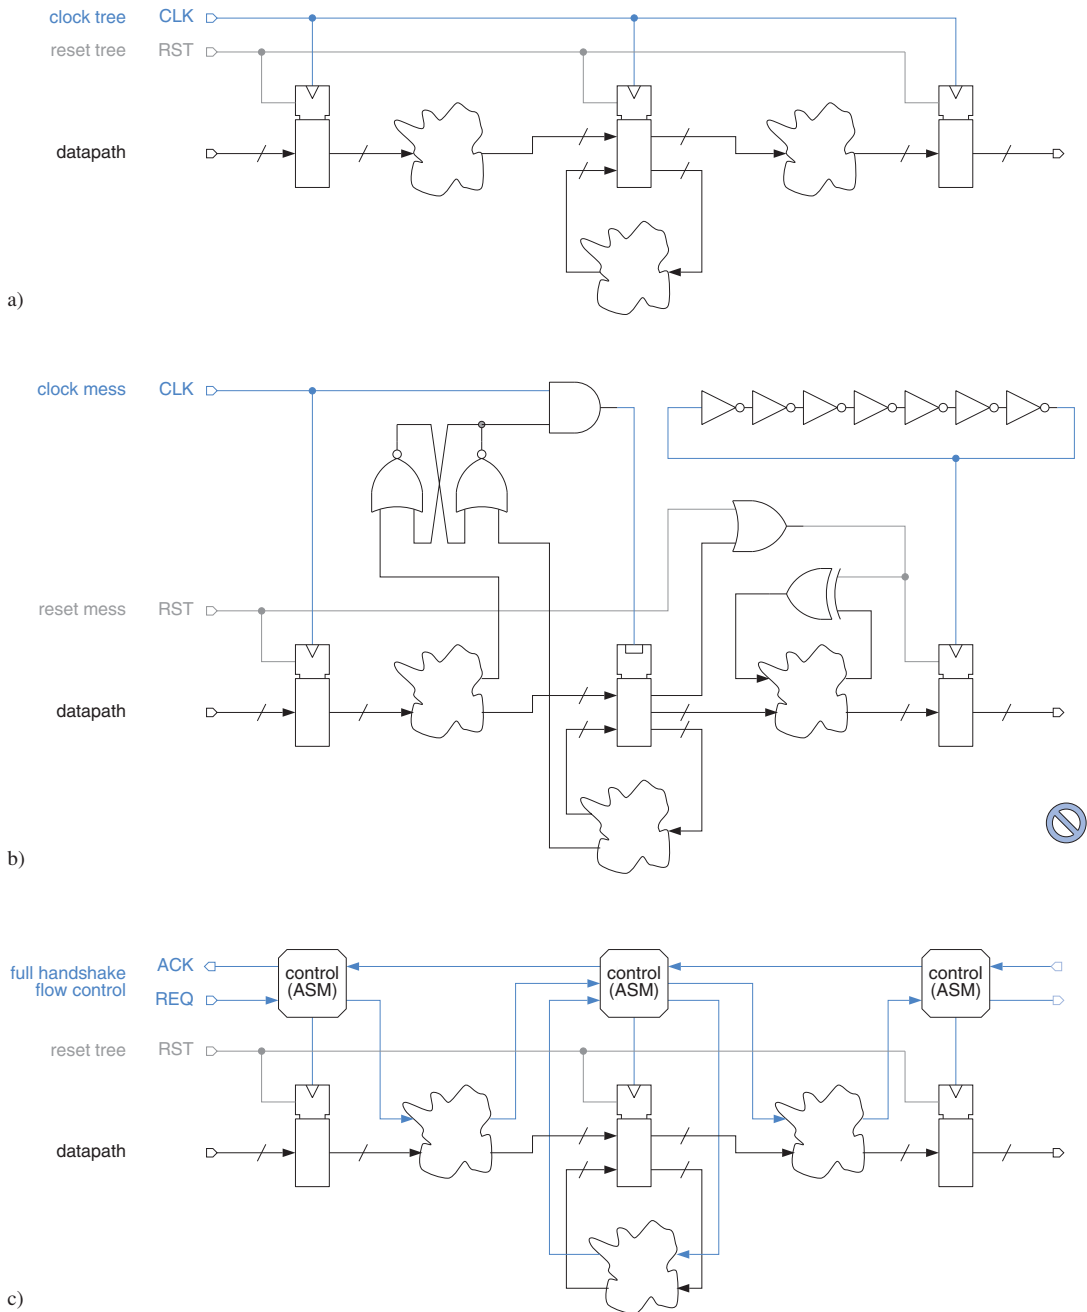 clock tree CLK
reset tree RST
datapath
a)
clock mess CLK
reset mess RST
datapath
b)
full handshake
flow control
ACK
REQ
control
(ASM)
control
(ASM)
control
(ASM)
reset tree RST
datapath
c)